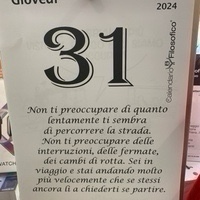 Giovedì
2024
31
Calendario Filosofico
Non ti preoccupare di quanto
lentamente ti sembra
di percorrere la strada.
Non ti preoccupare delle
interruzioni, delle fermate,
dei cambi di rotta. Sei in
viaggio e stai andando molto
più velocemente che se stessi
ancora lì a chiederti se partire.
WATCH